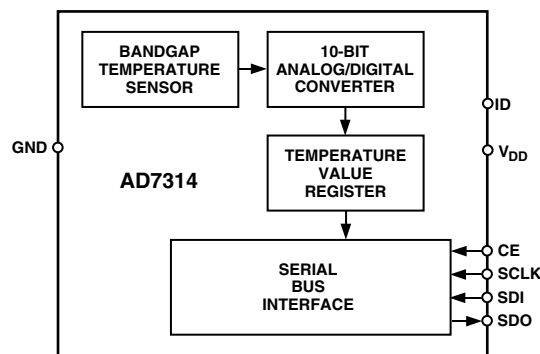 BANDGAP
TEMPERATURE
SENSOR
10-BIT
ANALOG/DIGITAL
CONVERTER
ID
GND
VDD
AD7314
TEMPERATURE
VALUE
REGISTER
SERIAL
BUS
INTERFACE
CE
SCLK
SDI
SDO